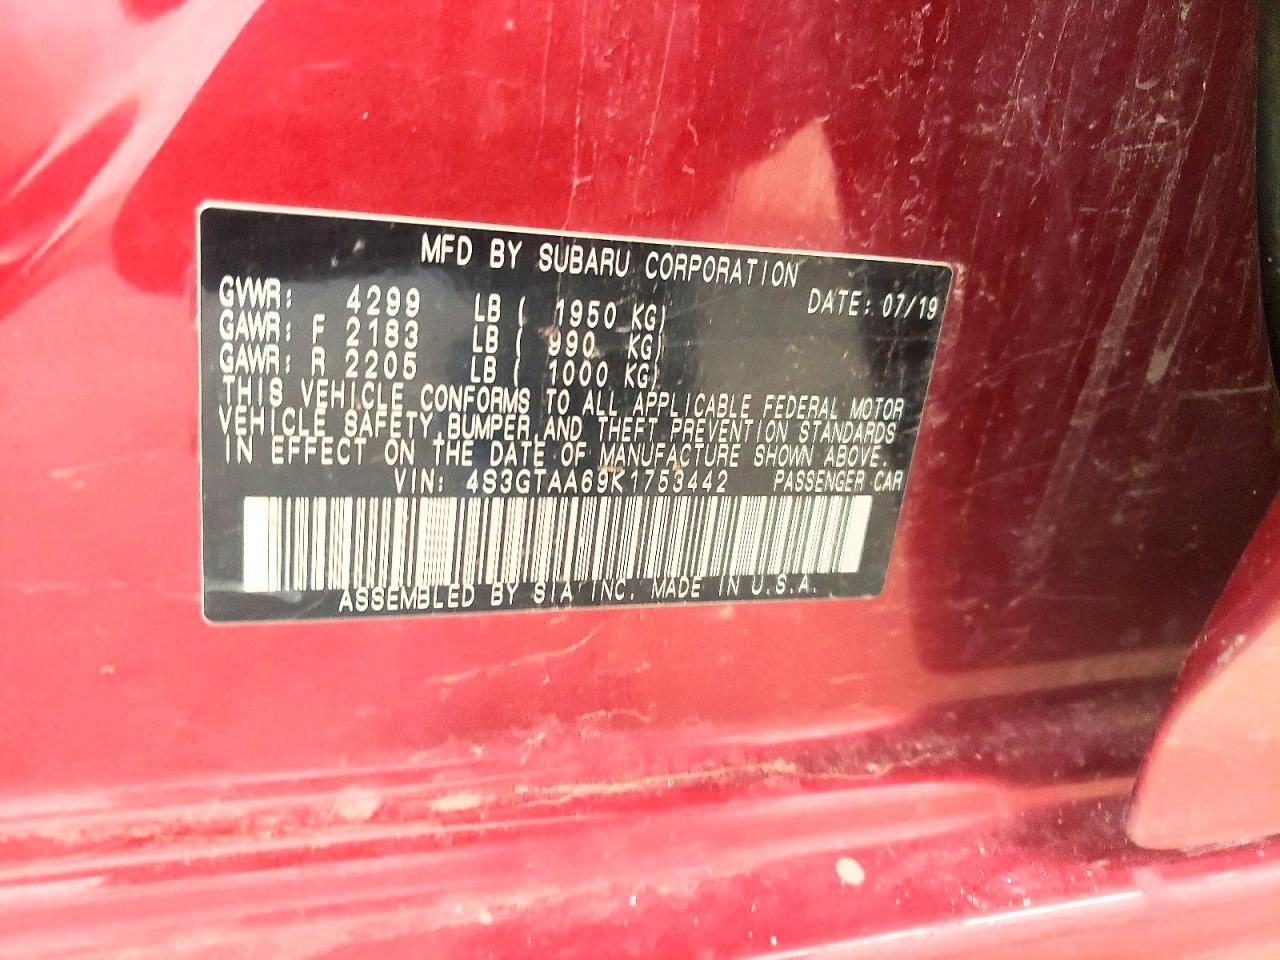 MFD BY SUBARU CORPORATION
DATE: 07/19
GVWR: 4299 LB ( 1950 KG)
GAWR: F 2183 LB ( 990 KG)
GAWR: R 2205 LB ( 1000 KG)
THIS VEHICLE CONFORMS TO ALL APPLICABLE FEDERAL MOTOR
VEHICLE SAFETY, BUMPER, AND THEFT PREVENTION STANDARDS
IN EFFECT ON THE DATE OF MANUFACTURE SHOWN ABOVE.
VIN: 4S3GTAA69K1753442 PASSENGER CAR
ASSEMBLED BY SIA INC. MADE IN U.S.A.